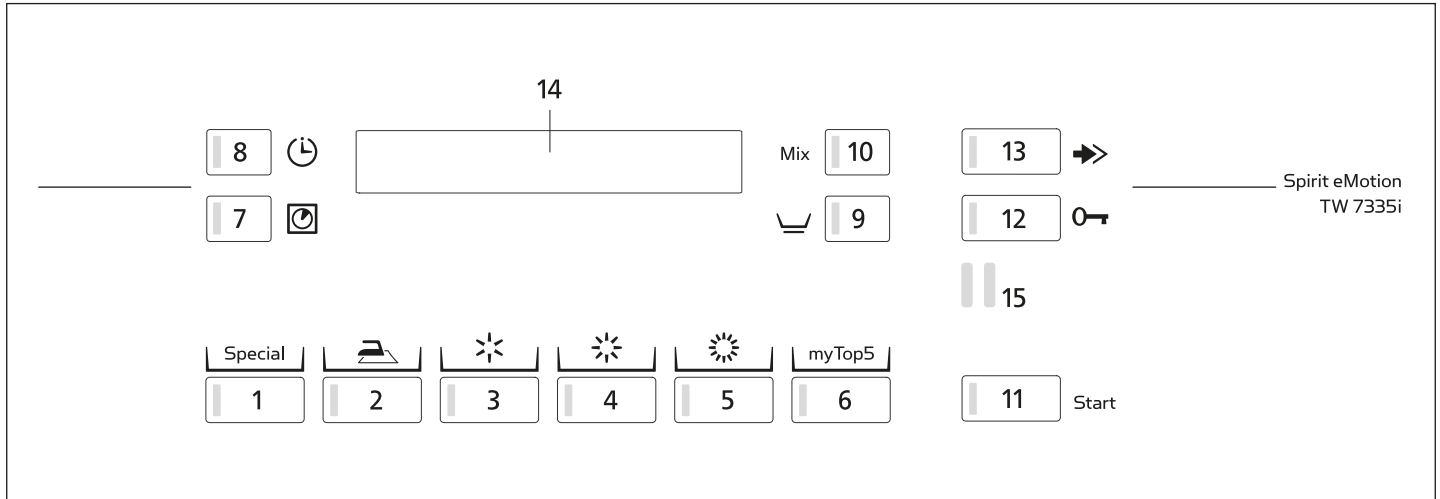 14
8
Mix 10
13
Spirit eMotion
TW 7335i
7
9
12
15
Special
myTop5
1 2 3 4 5 6
11 Start